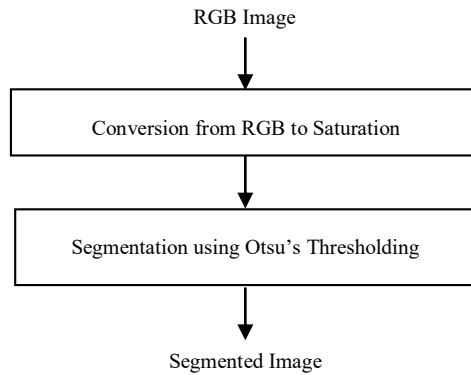 RGB Image
Conversion from RGB to Saturation
Segmentation using Otsu’s Thresholding
Segmented Image